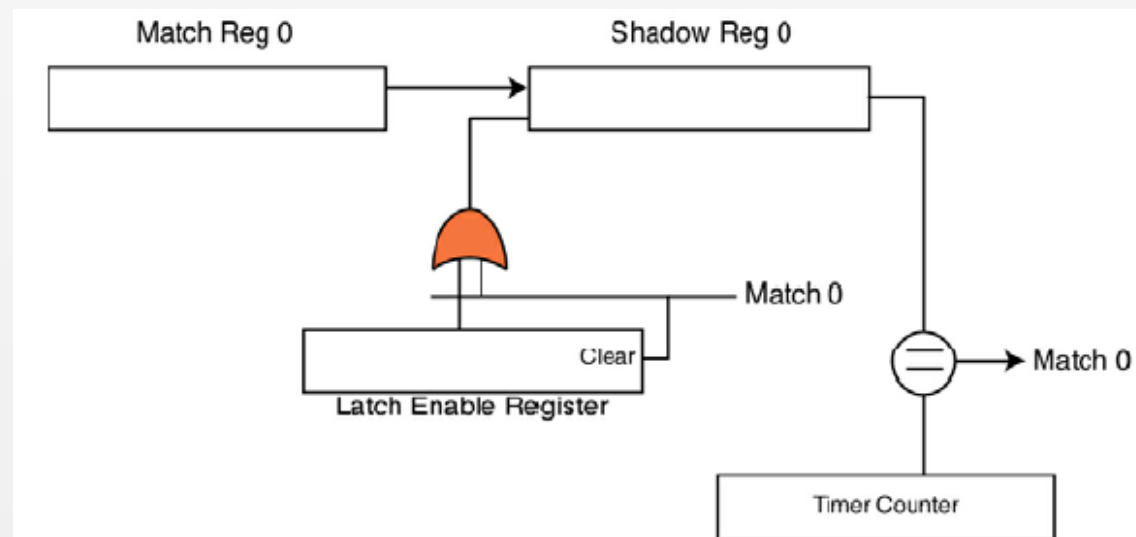 Match Reg 0
Shadow Reg 0
Match 0
Clear
Latch Enable Register
Match 0
Timer Counter